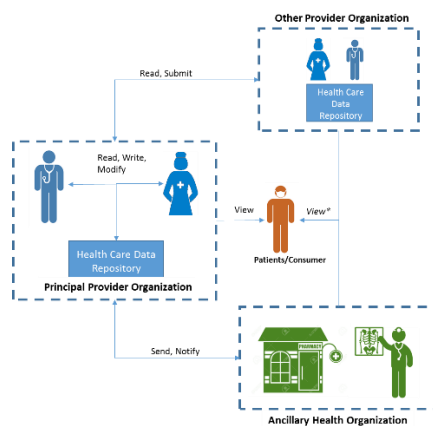 Other Provider Organization
Health Care
Data
Repository
Read, Submit
Read, Write,
Modify
Health Care Data
Repository
Principal Provider Organization
View
View*
Patients/Consumer
Send, Notify
PHARMACY
Ancillary Health Organization